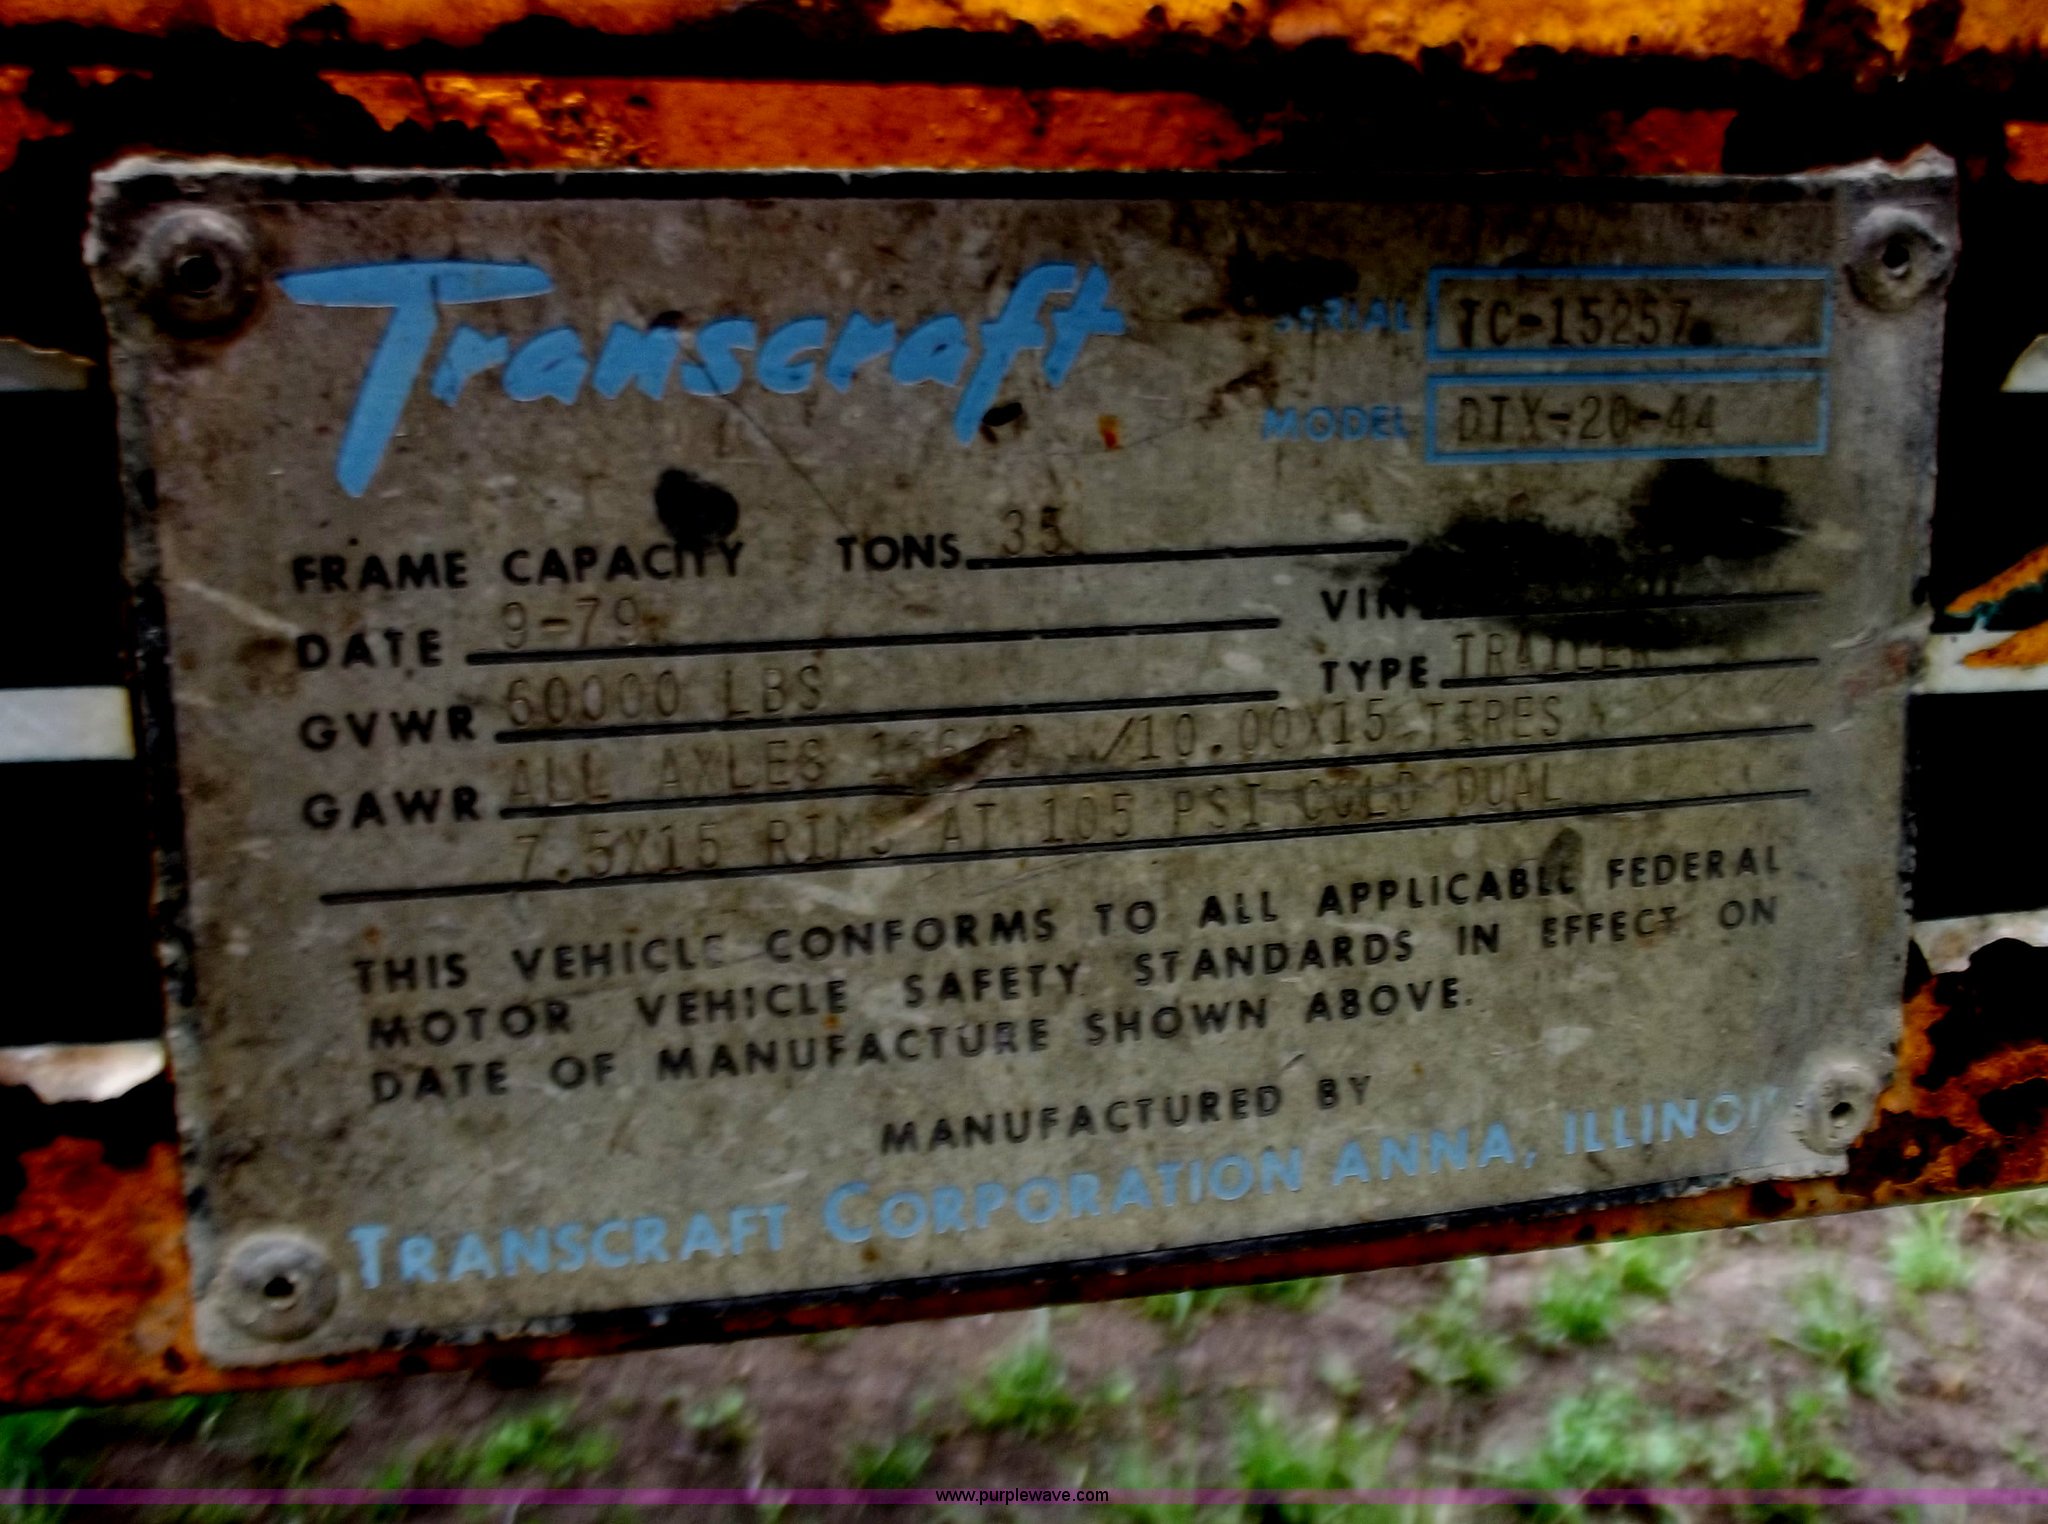 Transcraft
SERIAL TC-15257
MODEL DTX-20-44
FRAME CAPACITY TONS 35
DATE 9-79 VIN
GVWR 60000 LBS TYPE TRAILER
GAWR ALL AXLES /10.00X15 TIRES
7.5X15 RIMS AT 105 PSI COLD DUAL
THIS VEHICLE CONFORMS TO ALL APPLICABLE FEDERAL
MOTOR VEHICLE SAFETY STANDARDS IN EFFECT ON
DATE OF MANUFACTURE SHOWN ABOVE.
MANUFACTURED BY
TRANSCRAFT CORPORATION ANNA, ILLINOIS
www.purplewave.com